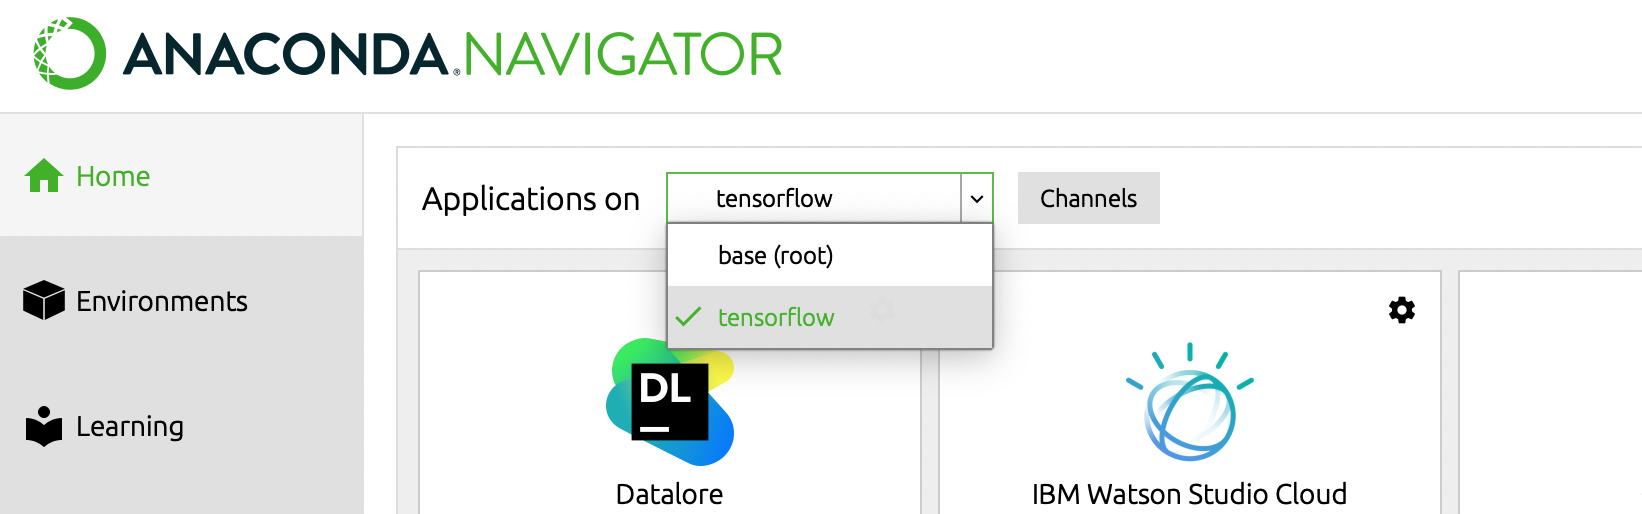 ANACONDA.NAVIGATOR
Home
Environments
Learning
Applications on
tensorflow
Channels
base (root)
tensorflow
DL
Datalore
IBM Watson Studio Cloud